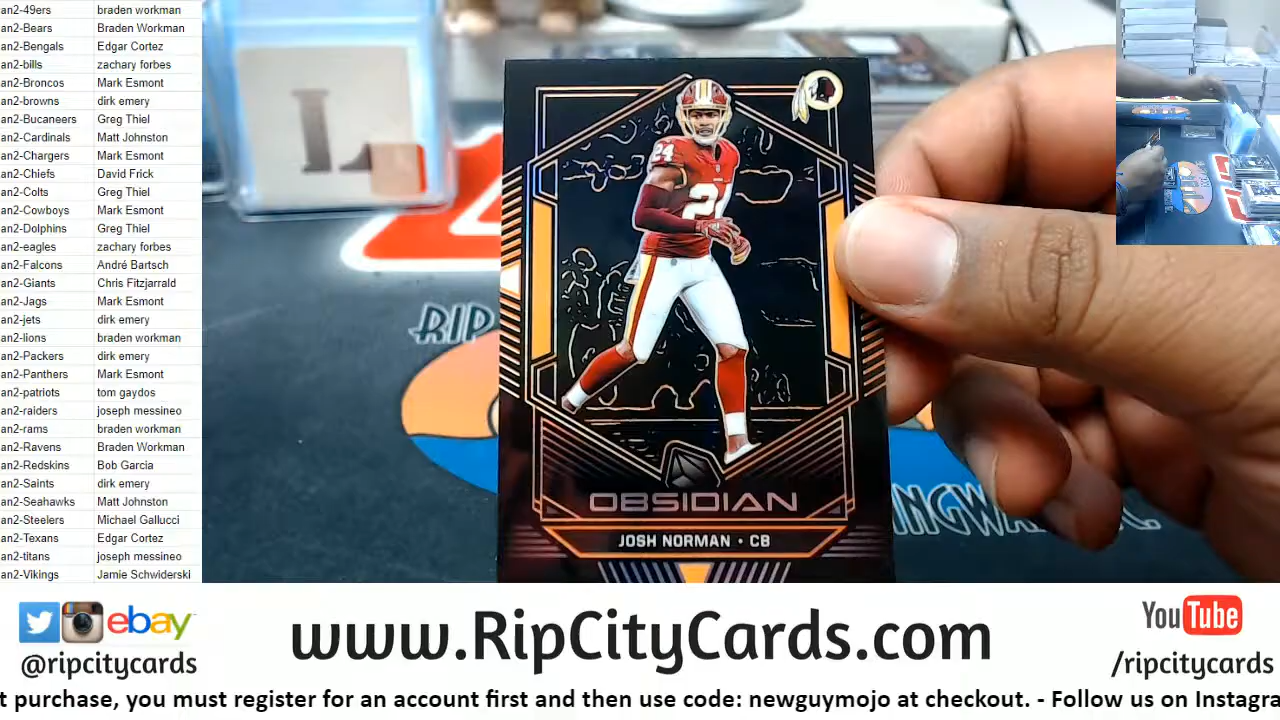 an2-49ers braden workman
an2-Bears Braden Workman
an2-Bengals Edgar Cortez
an2-bills zachary forbes
an2-Broncos Mark Esmont
an2-browns dirk emery
an2-Bucaneers Greg Thiel
an2-Cardinals Matt Johnston
an2-Chargers Mark Esmont
an2-Chiefs David Frick
an2-Colts Greg Thiel
an2-Cowboys Mark Esmont
an2-Dolphins Greg Thiel
an2-eagles zachary forbes
an2-Falcons André Bartsch
an2-Giants Chris Fitzjarrald
an2-Jags Mark Esmont
an2-jets dirk emery
an2-lions braden workman
an2-Packers dirk emery
an2-Panthers Mark Esmont
an2-patriots tom gaydos
an2-raiders joseph messineo
an2-rams braden workman
an2-Ravens Braden Workman
an2-Redskins Bob Garcia
an2-Saints dirk emery
an2-Seahawks Matt Johnston
an2-Steelers Michael Gallucci
an2-Texans Edgar Cortez
an2-titans joseph messineo
an2-Vikings Jamie Schwiderski
RIP
24
OBSIDIAN
JOSH NORMAN • CB
ebay
@ripcitycards
www.RipCityCards.com
YouTube
/ripcitycards
t purchase, you must register for an account first and then use code: newguymojo at checkout. - Follow us on Instagra